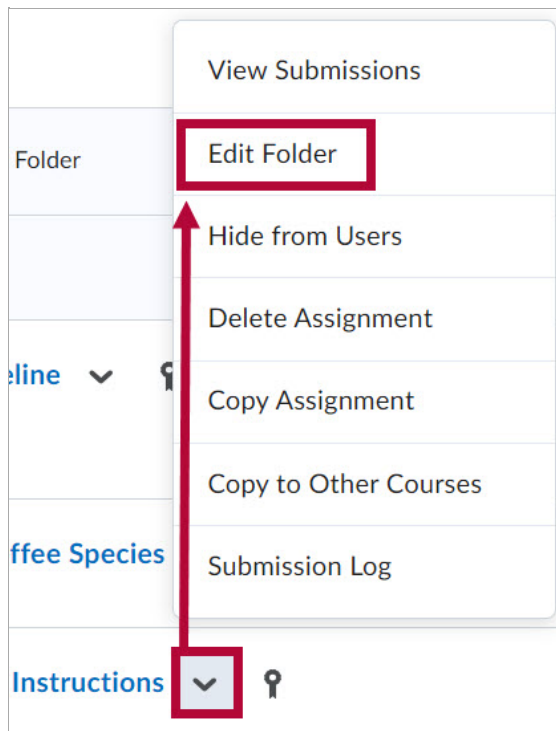 View Submissions
Folder
Edit Folder
Hide from Users
Delete Assignment
eline
Copy Assignment
Copy to Other Courses
ffee Species
Submission Log
Instructions